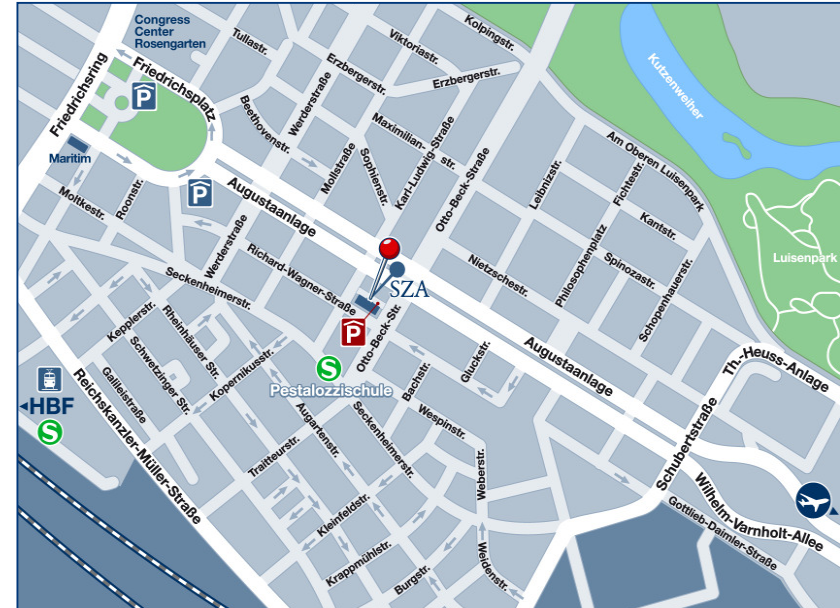 Congress
Center
Rosengarten
Kolpingstr.
Tullastr.
Viktoriastr.
Erzbergerstr.
Erzbergerstr.
Friedrichsring
Friedrichsplatz
P
Beethovenstr.
Werderstraße
Maximilian-
str.
Kutzenweiher
Maritim
Mollstraße
Sophienstr.
Karl-Ludwig-Straße
Otto-Beck-Straße
Am Oberen Luisenpark
Leibnizstr.
Fichtestr.
Moltkestr.
Roonstr.
P
Augustaanlage
Kantstr.
Philosophenplatz
Werderstraße
Richard-Wagner-Straße
Nietzschestr.
Spinozastr.
Luisenpark
Seckenheimerstr.
SZA
Schopenhauerstr.
P
Otto-Beck-Str.
Augustaanlage
Kepplerstr.
Rheinhäuser Str.
Schwetzinger Str.
Kopernikusstr.
S
Pestalozzischule
Bachstr.
Gluckstr.
Th.-Heuss-Anlage
Galileistraße
HBF
S
Reichskanzler-Müller-Straße
Augartenstr.
Seckenheimerstr.
Wespinstr.
Traitteurstr.
Weberstr.
Schubertstraße
Kleinfeldstr.
Wilhelm-Varnholt-Allee
Gottlieb-Daimler-Straße
Krappmühlstr.
Burgstr.
Weidenstr.